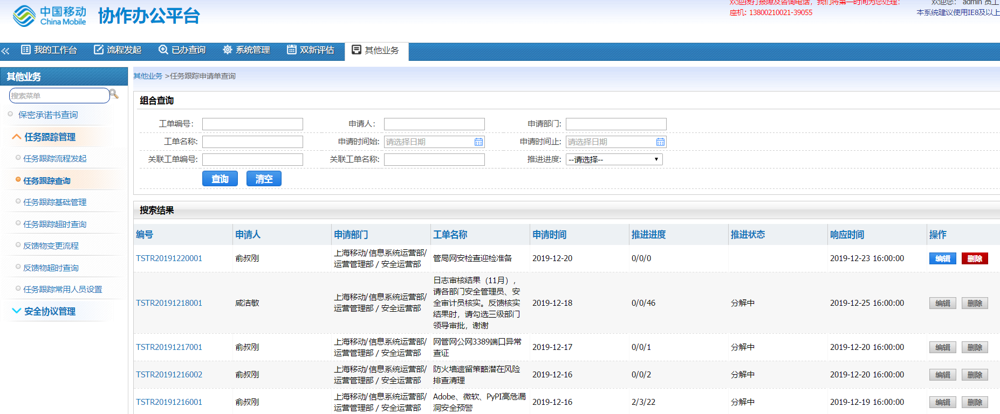 中国移动
China Mobile
协作办公平台
欢迎拨打报障及咨询电话，我们将第一时间为您处理：
座机：13800210021-39055
欢迎您： admin 员工
本系统建议使用IE8及以上
我的工作台 流程发起 已办查询 系统管理 双新评估 其他业务
其他业务
搜索菜单
保密承诺书查询
任务跟踪管理
任务跟踪流程发起
任务跟踪查询
任务跟踪基础管理
任务跟踪超时查询
反馈物变更流程
反馈物超时查询
任务跟踪常用人员设置
安全协议管理
其他业务 >任务跟踪申请单查询
组合查询
工单编号： 申请人： 申请部门:
工单名称: 申请时间始: 请选择日期 申请时间止: 请选择日期
关联工单编号: 关联工单名称: 推进进度: --请选择--
查询 清空
搜索结果
编号 申请人 申请部门 工单名称 申请时间 推进进度 推进状态 响应时间 操作
TSTR20191220001 俞叔刚 上海移动/信息系统运营部/ 管局网安检查迎检准备 2019-12-20 0/0/0 2019-12-23 16:00:00 编辑 删除
运营管理部 / 安全运营部
TSTR20191218001 咸洁敏 上海移动/信息系统运营部/ 日志审核结果（11月）， 2019-12-18 0/0/46 分解中 2019-12-25 16:00:00 编辑 删除
运营管理部 / 安全运营部 请各部门安全管理员、安
全审计员核实。反馈核实
结果时，请勾选三级部门
领导审批，谢谢
TSTR20191217001 俞叔刚 上海移动/信息系统运营部/ 网管网公网3389端口异常 2019-12-17 0/0/1 分解中 2019-12-20 16:00:00 编辑 删除
运营管理部 / 安全运营部 查证
TSTR20191216002 俞叔刚 上海移动/信息系统运营部/ 防火墙遗留策略潜在风险 2019-12-16 0/0/2 分解中 2019-12-20 16:00:00 编辑 删除
运营管理部 / 安全运营部 排查清理
TSTR20191216001 俞叔刚 上海移动/信息系统运营部/ Adobe、微软、PyPI高危漏 2019-12-16 2/3/22 分解中 2019-12-19 16:00:00 编辑 删除
运营管理部 / 安全运营部 洞安全预警